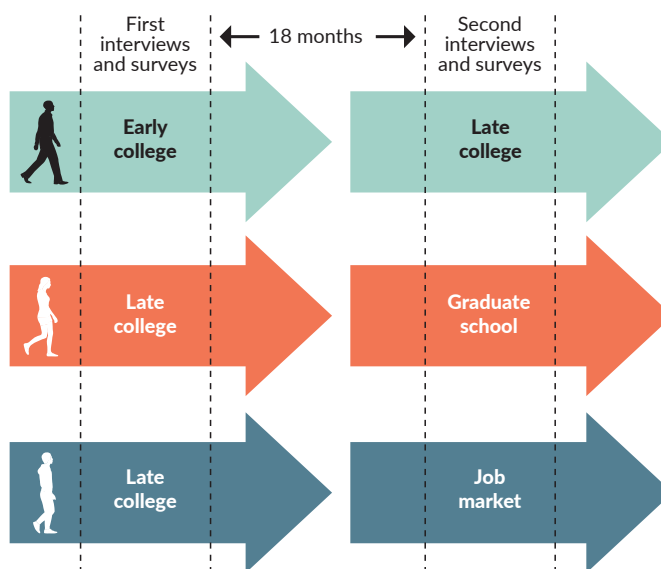 First
interviews
and surveys
18 months
Second
interviews
and surveys
Early
college
Late
college
Late
college
Graduate
school
Late
college
Job
market